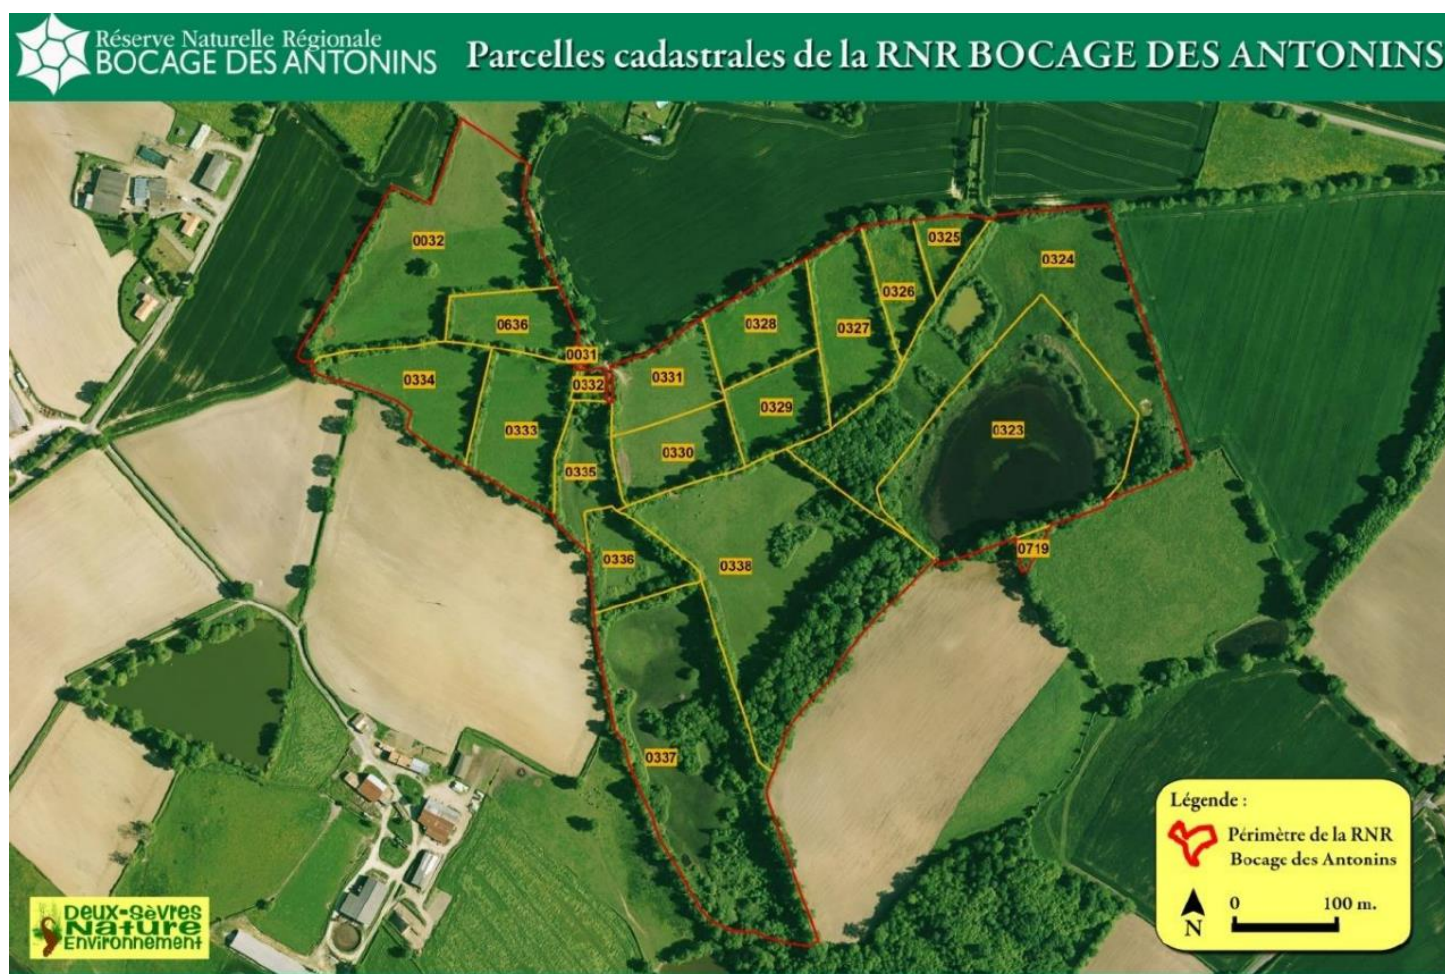 Réserve Naturelle Régionale
BOCAGE DES ANTONINS
Parcelles cadastrales de la RNR BOCAGE DES ANTONINS
0032
0325
0324
0326
0636
0328
0327
0031
0331
0334
0332
0329
0333
0323
0330
0335
0719
0336
0338
0337
Légende :
Périmètre de la RNR
Bocage des Antonins
0 100 m.
N
Deux-Sèvres
Nature
Environnement